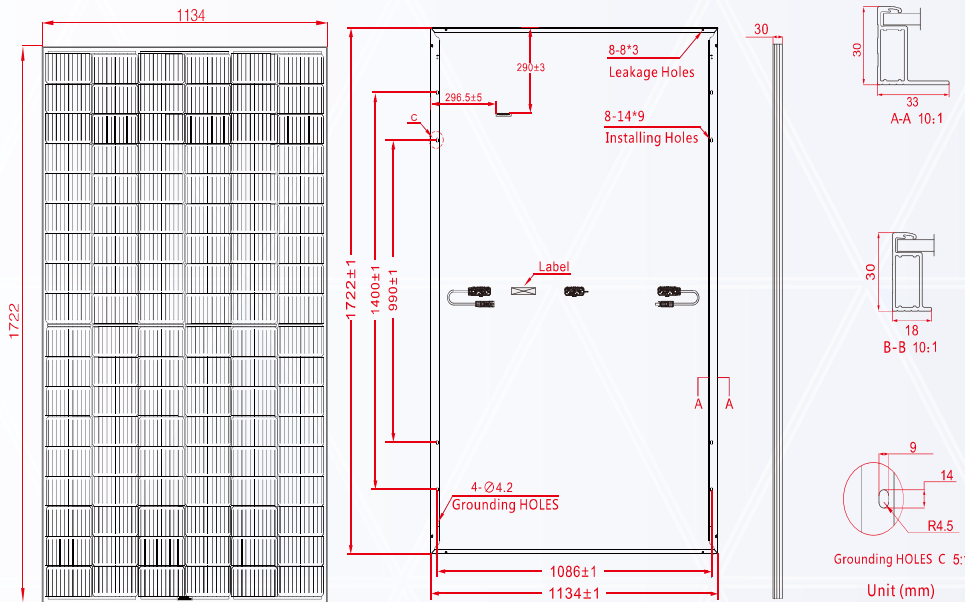 1134
1722
8-8*3
Leakage Holes
290±3
296.5±5
C
8-14*9
Installing Holes
1722±1
1400±1
990±1
Label
A A
4-Ø4.2
Grounding HOLES
1086±1
1134±1
30
30
33
A-A 10:1
30
18
B-B 10:1
9
14
R4.5
Grounding HOLES C 5:
Unit (mm)